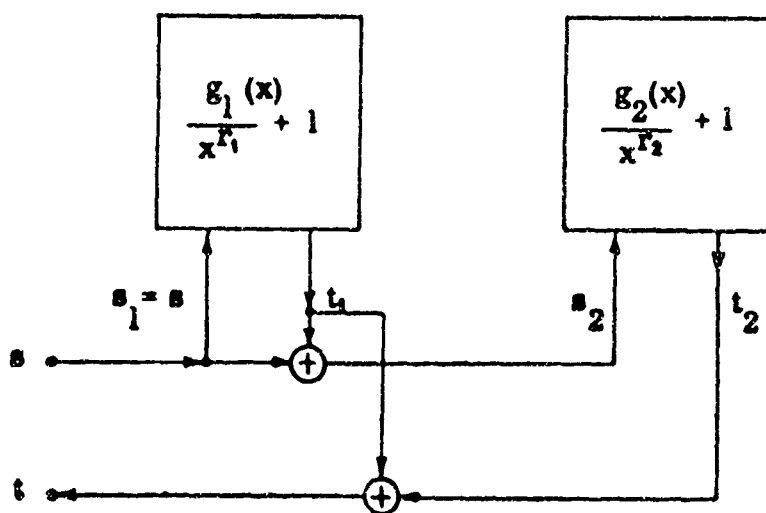 g₁(x)/x^r₁ + 1
g₂(x)/x^r₂ + 1
s₁ = s
t₁
s₂
t₂
s
+
t
+